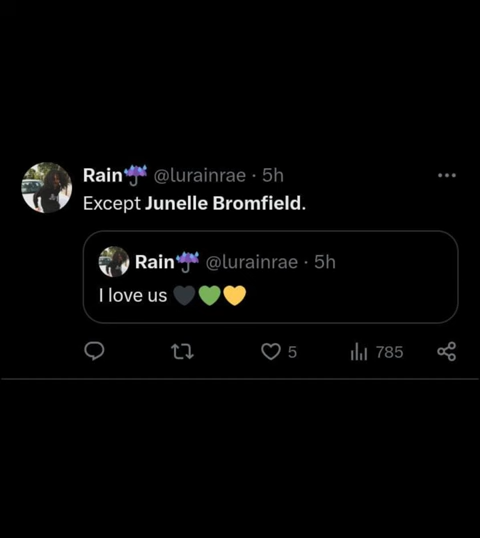 Rain☔ @lurainrae · 5h
Except Junelle Bromfield.
Rain☔ @lurainrae · 5h
I love us 🖤💚💛
5 785